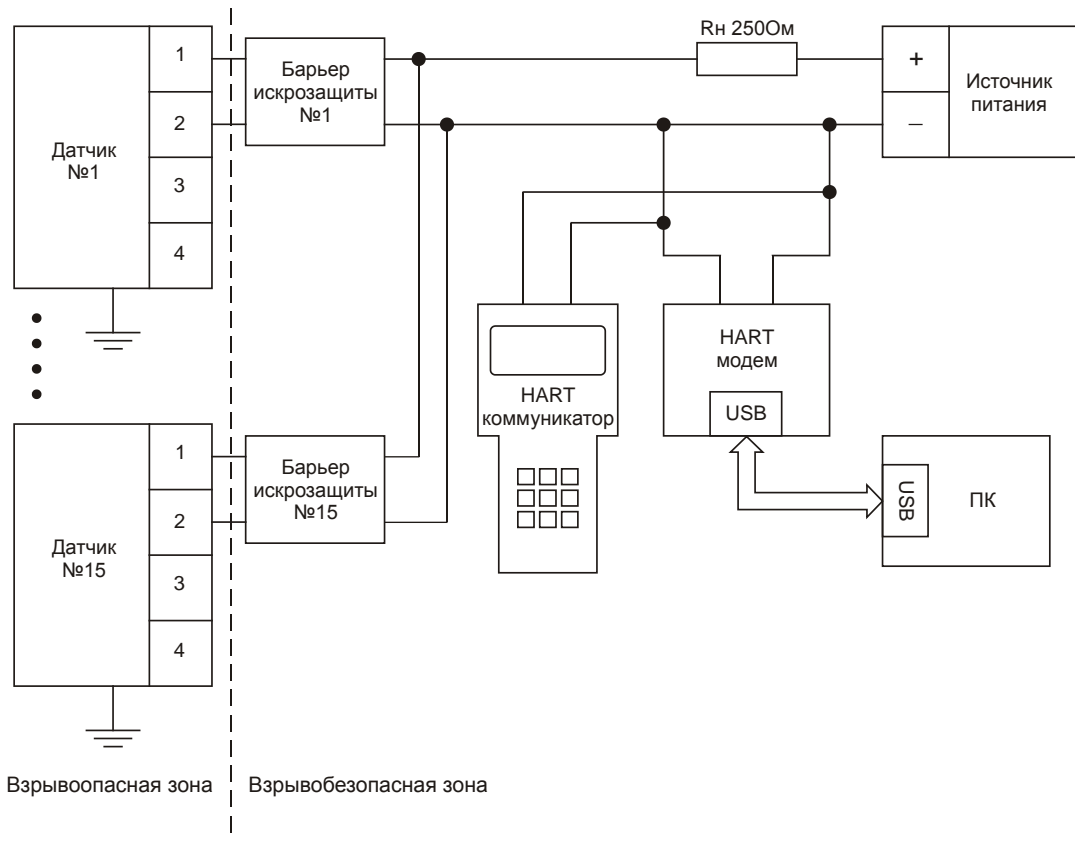 Rн 250Ом
1
2
3
4
Датчик
№1
Барьер
искрозащиты
№1
+
–
Источник
питания
HART
коммуникатор
HART
модем
USB
1
2
3
4
Датчик
№15
Барьер
искрозащиты
№15
USB
ПК
Взрывоопасная зона
Взрывобезопасная зона